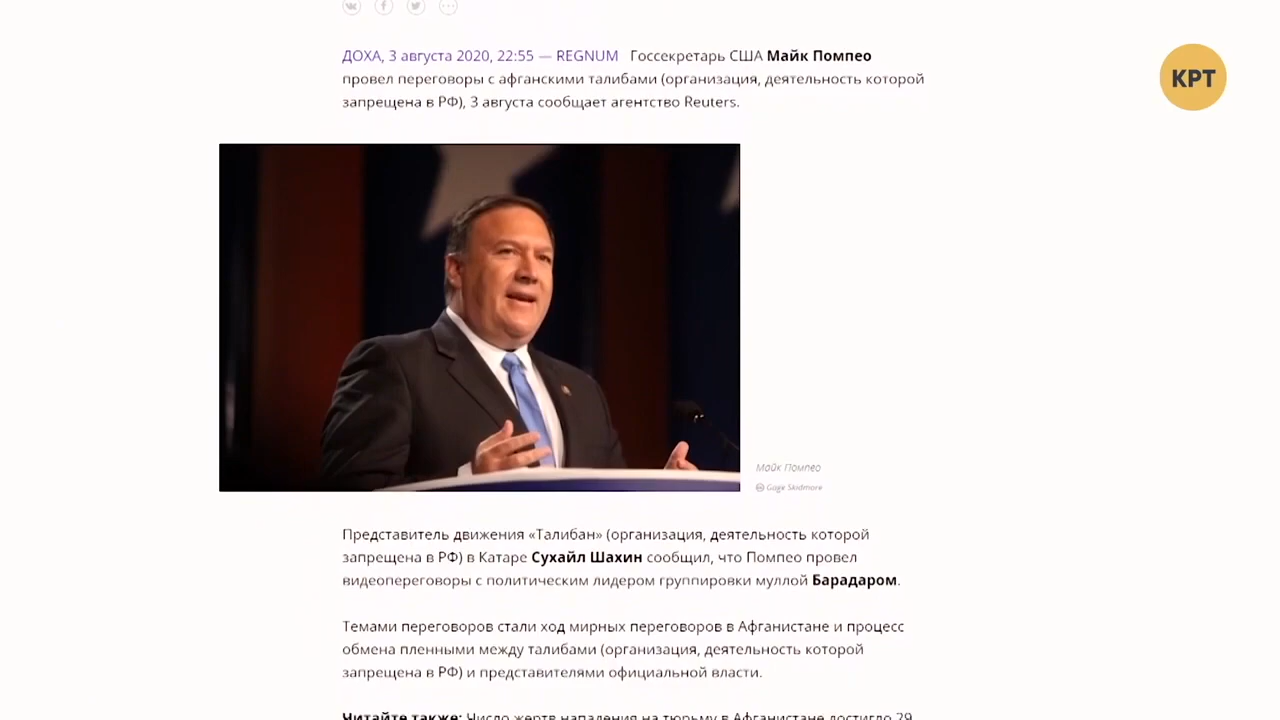 ДОХА, 3 августа 2020, 22:55 — REGNUM Госсекретарь США Майк Помпео
провел переговоры с афганскими талибами (организация, деятельность которой
запрещена в РФ), 3 августа сообщает агентство Reuters.
КРТ
Майк Помпео
Gage Skidmore
Представитель движения «Талибан» (организация, деятельность которой
запрещена в РФ) в Катаре Сухайл Шахин сообщил, что Помпео провел
видеопереговоры с политическим лидером группировки муллой Барадаром.
Темами переговоров стали ход мирных переговоров в Афганистане и процесс
обмена пленными между талибами (организация, деятельность которой
запрещена в РФ) и представителями официальной власти.
Читайте также: Число жертв нападения на тюрьму в Афганистане достигло 29